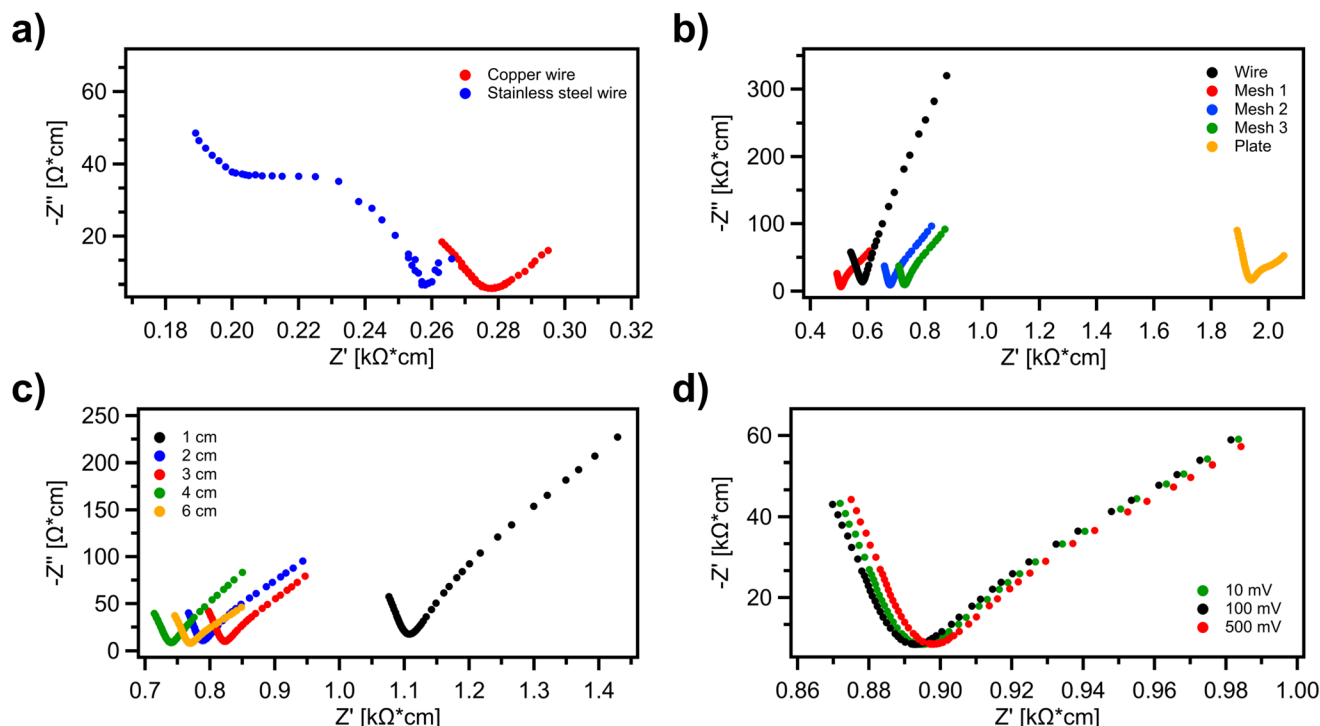 a)
-Z'' [Ω*cm]
60
40
20
Copper wire
Stainless steel wire
0.18
0.20
0.22
0.24
0.26
0.28
0.30
0.32
Z' [kΩ*cm]
b)
-Z'' [kΩ*cm]
300
200
100
0
Wire
Mesh 1
Mesh 2
Mesh 3
Plate
0.4
0.6
0.8
1.0
1.2
1.4
1.6
1.8
2.0
Z' [kΩ*cm]
c)
-Z'' [Ω*cm]
250
200
150
100
50
0
1 cm
2 cm
3 cm
4 cm
6 cm
0.7
0.8
0.9
1.0
1.1
1.2
1.3
1.4
Z' [kΩ*cm]
d)
-Z' [kΩ*cm]
60
40
20
10 mV
100 mV
500 mV
0.86
0.88
0.90
0.92
0.94
0.96
0.98
1.00
Z' [kΩ*cm]